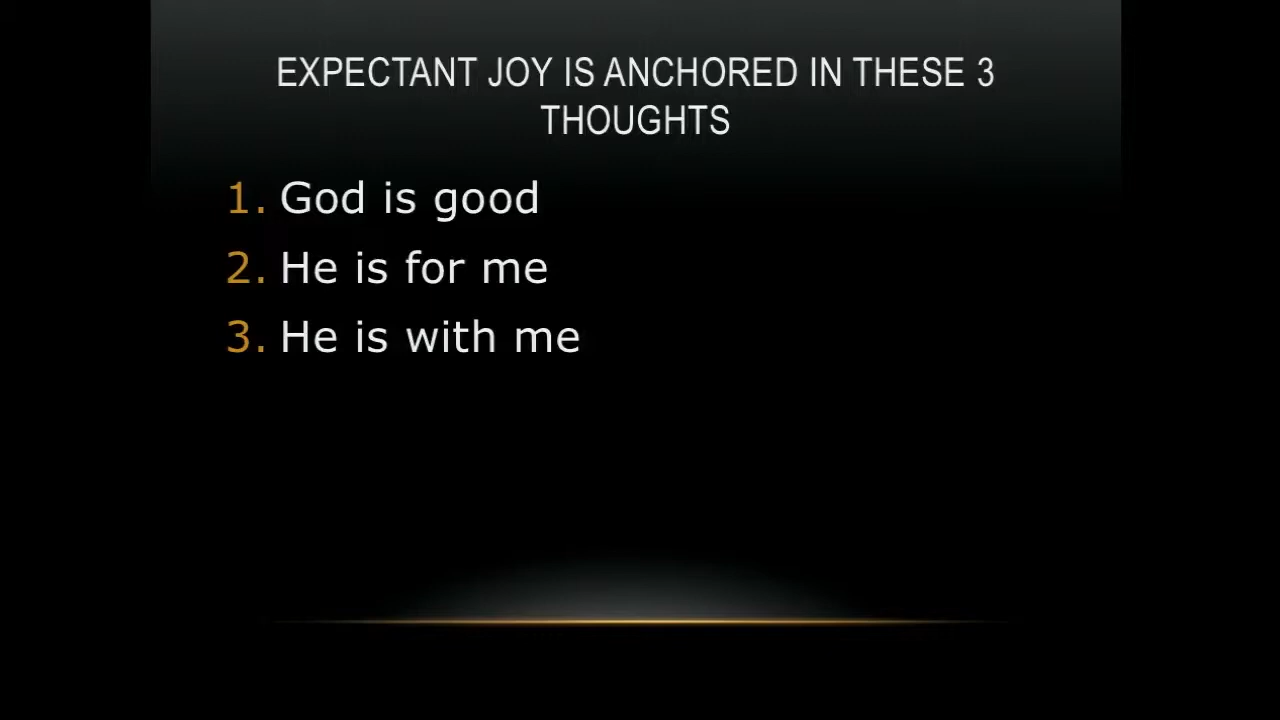 EXPECTANT JOY IS ANCHORED IN THESE 3
THOUGHTS
1. God is good
2. He is for me
3. He is with me